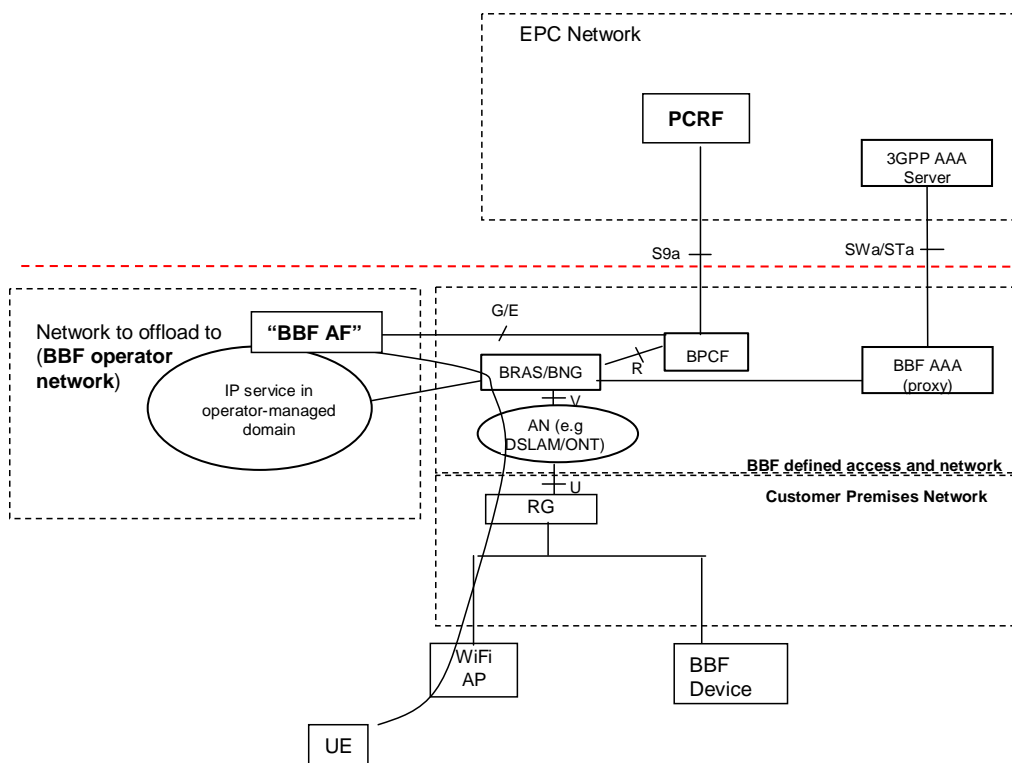 EPC Network
PCRF
3GPP AAA
Server
S9a
SWa/STa
Network to offload to
(BBF operator
network)
"BBF AF"
G/E
BPCF
R
BRAS/BNG
BBF AAA
(proxy)
IP service in
operator-managed
domain
V
AN (e.g
DSLAM/ONT)
BBF defined access and network
U
Customer Premises Network
RG
WiFi
AP
BBF
Device
UE